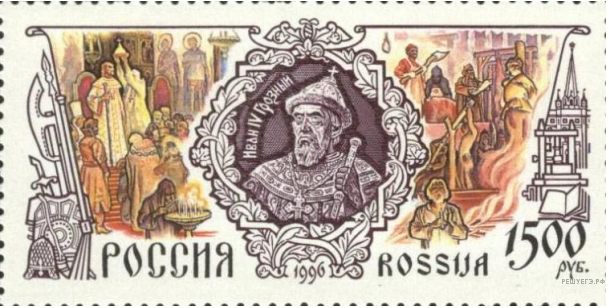 ИВАН IV ГРОЗНЫЙ
РОССИЯ
1996
ROSSIJA
1500
РУБ.
РЕШУЕГЭ.РФ